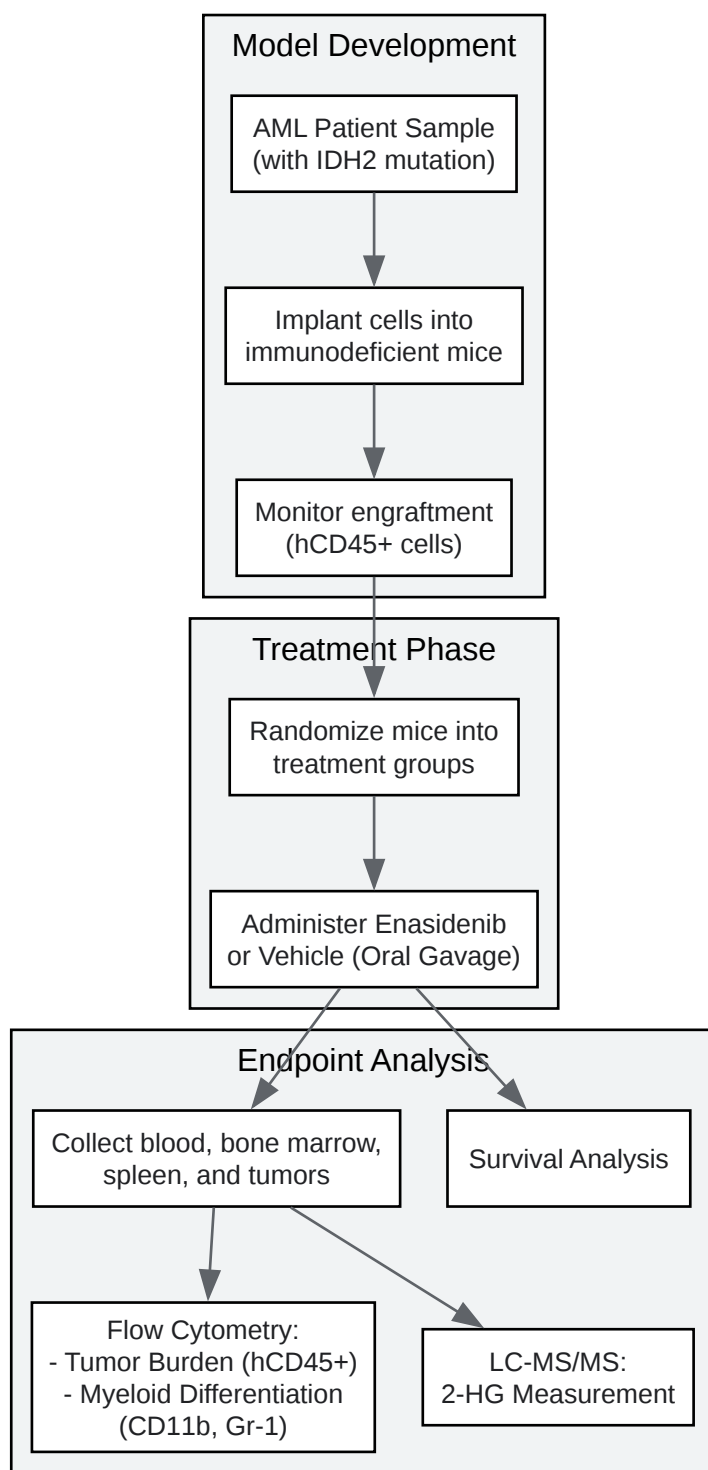 Model Development
AML Patient Sample
(with IDH2 mutation)
Implant cells into
immunodeficient mice
Monitor engraftment
(hCD45+ cells)
Treatment Phase
Randomize mice into
treatment groups
Administer Enasidenib
or Vehicle (Oral Gavage)
Endpoint Analysis
Collect blood, bone marrow,
spleen, and tumors
Survival Analysis
Flow Cytometry:
- Tumor Burden (hCD45+)
- Myeloid Differentiation
(CD11b, Gr-1)
LC-MS/MS:
2-HG Measurement